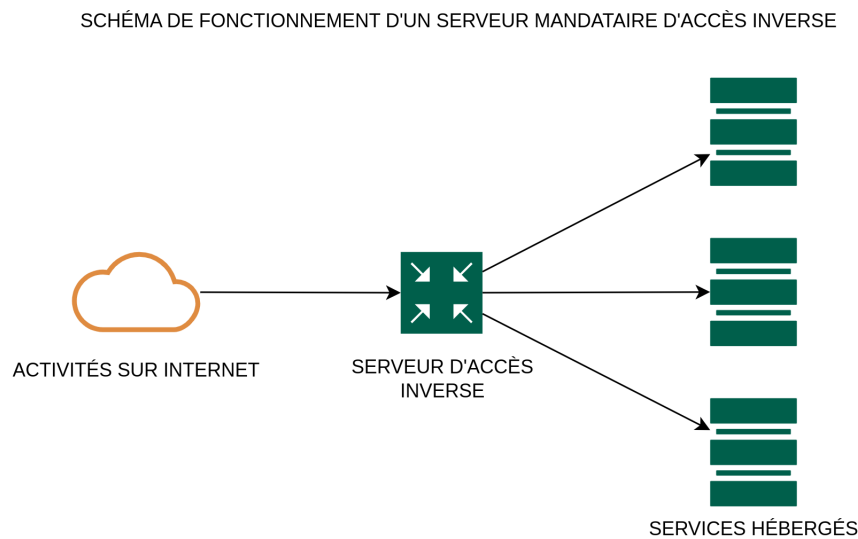 SCHÉMA DE FONCTIONNEMENT D'UN SERVEUR MANDATAIRE D'ACCÈS INVERSE
ACTIVITÉS SUR INTERNET
SERVEUR D'ACCÈS
INVERSE
SERVICES HÉBERGÉS